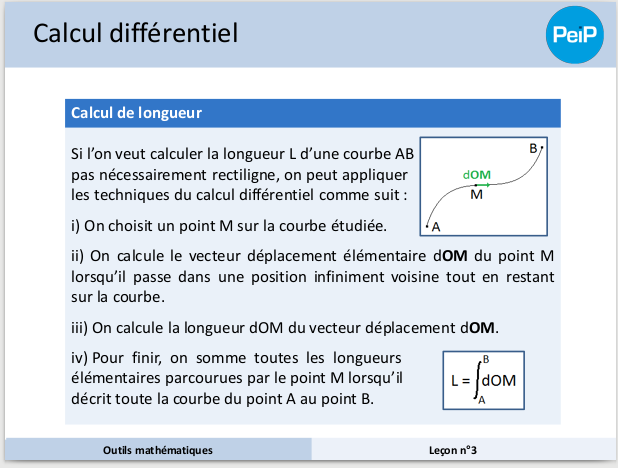 Calcul différentiel
PeiP
Calcul de longueur
Si l'on veut calculer la longueur L d'une courbe AB
pas nécessairement rectiligne, on peut appliquer
les techniques du calcul différentiel comme suit :
B
dOM
M
A
i) On choisit un point M sur la courbe étudiée.
ii) On calcule le vecteur déplacement élémentaire dOM du point M
lorsqu'il passe dans une position infiniment voisine tout en restant
sur la courbe.
iii) On calcule la longueur dOM du vecteur déplacement dOM.
iv) Pour finir, on somme toutes les longueurs
élémentaires parcourues par le point M lorsqu'il
décrit toute la courbe du point A au point B.
B
L = ∫dOM
A
Outils mathématiques
Leçon n°3